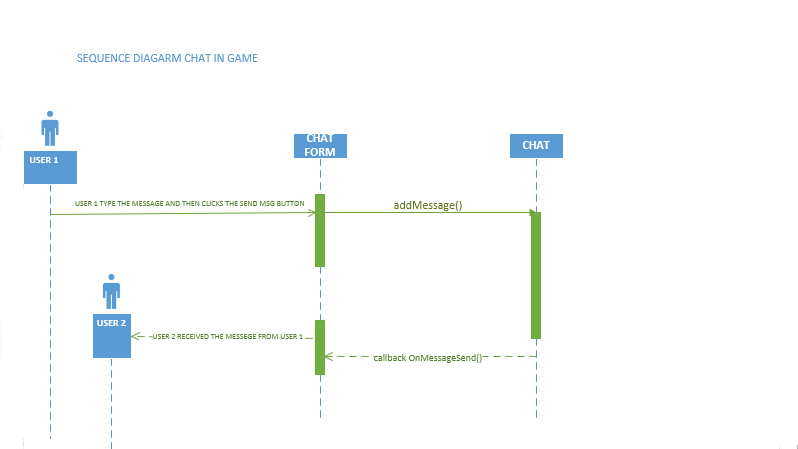 SEQUENCE DIAGARM CHAT IN GAME
CHAT
FORM
CHAT
USER 1
USER 1 TYPE THE MESSAGE AND THEN CLICKS THE SEND MSG BUTTON
addMessage()
USER 2
-USER 2 RECEIVED THE MESSEGE FROM USER 1
callback OnMessageSend()